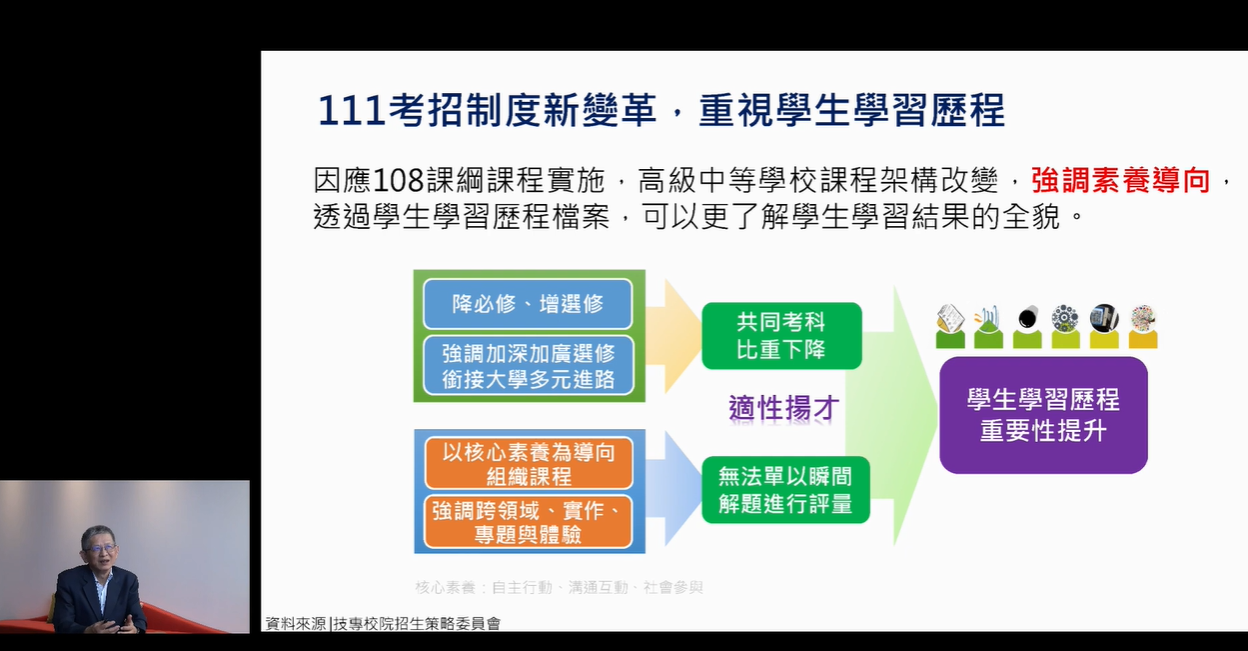 111考招制度新變革，重視學生學習歷程
因應108課綱課程實施，高級中等學校課程架構改變，強調素養導向，
透過學生學習歷程檔案，可以更了解學生學習結果的全貌。
降必修、增選修
強調加深加廣選修
銜接大學多元進路
共同考科
比重下降
適性揚才
學生學習歷程
重要性提升
以核心素養為導向
組織課程
強調跨領域、實作、
專題與體驗
無法單以瞬間
解題進行評量
核心素養：自主行動、溝通互動、社會參與
資料來源|技專校院招生策略委員會